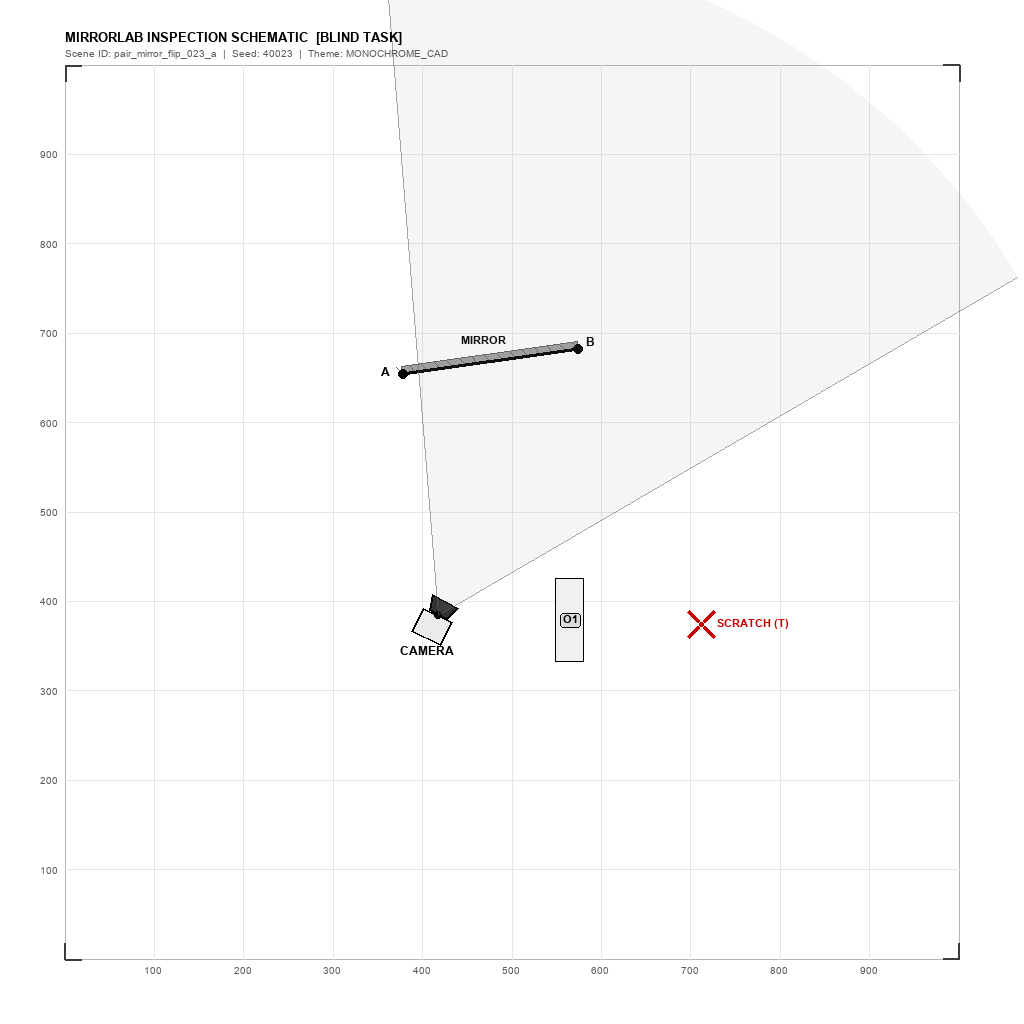 MIRRORLAB INSPECTION SCHEMATIC  [BLIND TASK]
Scene ID: pair_mirror_flip_023_a  |  Seed: 40023  |  Theme: MONOCHROME_CAD
900
800
700
MIRROR
B
A
600
500
400
O1
SCRATCH (T)
CAMERA
300
200
100
100 200 300 400 500 600 700 800 900